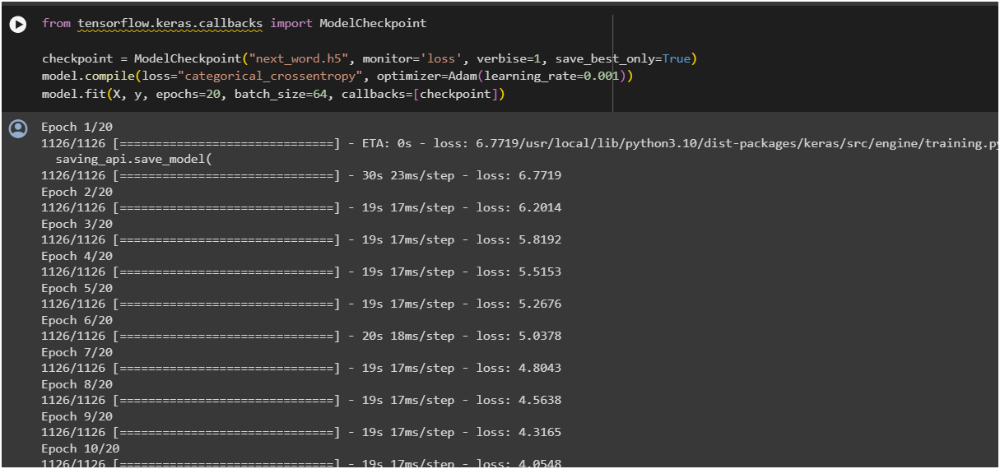 from tensorflow.keras.callbacks import ModelCheckpoint
checkpoint = ModelCheckpoint("next_word.h5", monitor='loss', verbise=1, save_best_only=True)
model.compile(loss="categorical_crossentropy", optimizer=Adam(learning_rate=0.001))
model.fit(X, y, epochs=20, batch_size=64, callbacks=[checkpoint])
Epoch 1/20
1126/1126 [==============================] - ETA: 0s - loss: 6.7719/usr/local/lib/python3.10/dist-packages/keras/src/engine/training.py
saving_api.save_model(
1126/1126 [==============================] - 30s 23ms/step - loss: 6.7719
Epoch 2/20
1126/1126 [==============================] - 19s 17ms/step - loss: 6.2014
Epoch 3/20
1126/1126 [==============================] - 19s 17ms/step - loss: 5.8192
Epoch 4/20
1126/1126 [==============================] - 19s 17ms/step - loss: 5.5153
Epoch 5/20
1126/1126 [==============================] - 19s 17ms/step - loss: 5.2676
Epoch 6/20
1126/1126 [==============================] - 20s 18ms/step - loss: 5.0378
Epoch 7/20
1126/1126 [==============================] - 19s 17ms/step - loss: 4.8043
Epoch 8/20
1126/1126 [==============================] - 19s 17ms/step - loss: 4.5638
Epoch 9/20
1126/1126 [==============================] - 19s 17ms/step - loss: 4.3165
Epoch 10/20
1126/1126 [==============================] - 19s 17ms/step - loss: 4.0548